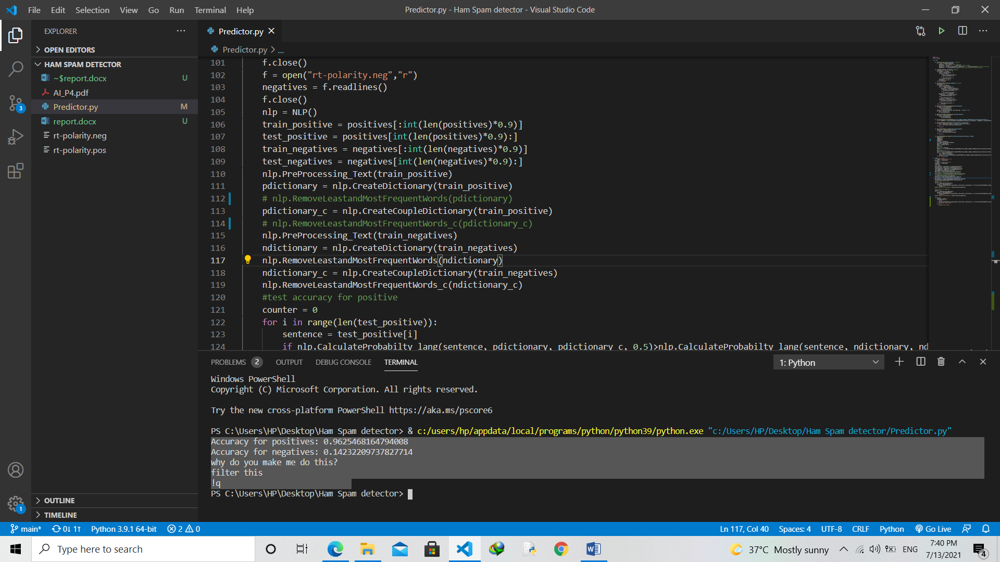 File Edit Selection View Go Run Terminal Help
Predictor.py - Ham Spam detector - Visual Studio Code
EXPLORER
OPEN EDITORS
HAM SPAM DETECTOR
~$report.docx U
AI_P4.pdf
Predictor.py M
report.docx U
rt-polarity.neg
rt-polarity.pos
OUTLINE
TIMELINE
3
1
Predictor.py
Predictor.py > ...
101 f.close()
102 f = open("rt-polarity.neg","r")
103 negatives = f.readlines()
104 f.close()
105 nlp = NLP()
106 train_positive = positives[:int(len(positives)*0.9)]
107 test_positive = positives[int(len(positives)*0.9):]
108 train_negatives = negatives[:int(len(negatives)*0.9)]
109 test_negatives = negatives[int(len(negatives)*0.9):]
110 nlp.PreProcessing_Text(train_positive)
111 pdictionary = nlp.CreateDictionary(train_positive)
112 # nlp.RemoveLeastandMostFrequentWords(pdictionary)
113 pdictionary_c = nlp.CreateCoupleDictionary(train_positive)
114 # nlp.RemoveLeastandMostFrequentWords_c(pdictionary_c)
115 nlp.PreProcessing_Text(train_negatives)
116 ndictionary = nlp.CreateDictionary(train_negatives)
117 nlp.RemoveLeastandMostFrequentWords(ndictionary)
118 ndictionary_c = nlp.CreateCoupleDictionary(train_negatives)
119 nlp.RemoveLeastandMostFrequentWords_c(ndictionary_c)
120 #test accuracy for positive
121 counter = 0
122 for i in range(len(test_positive)):
123 sentence = test_positive[i]
124 if nlp.CalculateProbabilty_lang(sentence, pdictionary, pdictionary_c, 0.5)>nlp.CalculateProbabilty_lang(sentence, ndictionary, nd
PROBLEMS 2 OUTPUT DEBUG CONSOLE TERMINAL
1: Python
Windows PowerShell
Copyright (C) Microsoft Corporation. All rights reserved.
Try the new cross-platform PowerShell https://aka.ms/pscore6
PS C:\Users\HP\Desktop\Ham Spam detector> & c:/users/hp/appdata/local/programs/python/python39/python.exe "c:/Users/HP/Desktop/Ham Spam detector/Predictor.py"
Accuracy for positives: 0.9625468164794008
Accuracy for negatives: 0.14232209737827714
why do you make me do this?
filter this
!q
PS C:\Users\HP\Desktop\Ham Spam detector>
main* 0↓ 1↑ Python 3.9.1 64-bit 2 0
Ln 117, Col 40 Spaces: 4 UTF-8 CRLF Python Go Live
Type here to search
37°C Mostly sunny
ENG
7:40 PM
7/13/2021
4